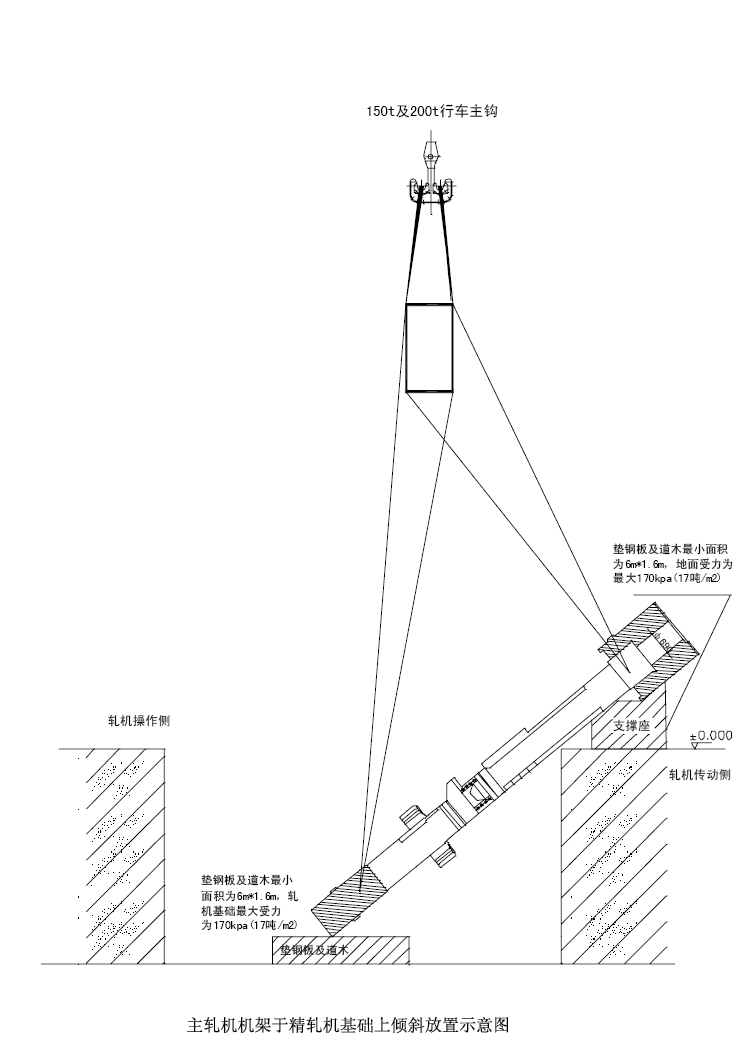 150t及200t行车主钩
垫钢板及道木最小面积
为6m*1.6m, 地面受力为
最大170kpa(17吨/m2)
轧机操作侧
支撑座
±0.000
轧机传动侧
垫钢板及道木最小
面积为6m*1.6m, 轧
机基础最大受力
为170kpa(17吨/m2)
垫钢板及道木
主轧机机架于精轧机基础上倾斜放置示意图